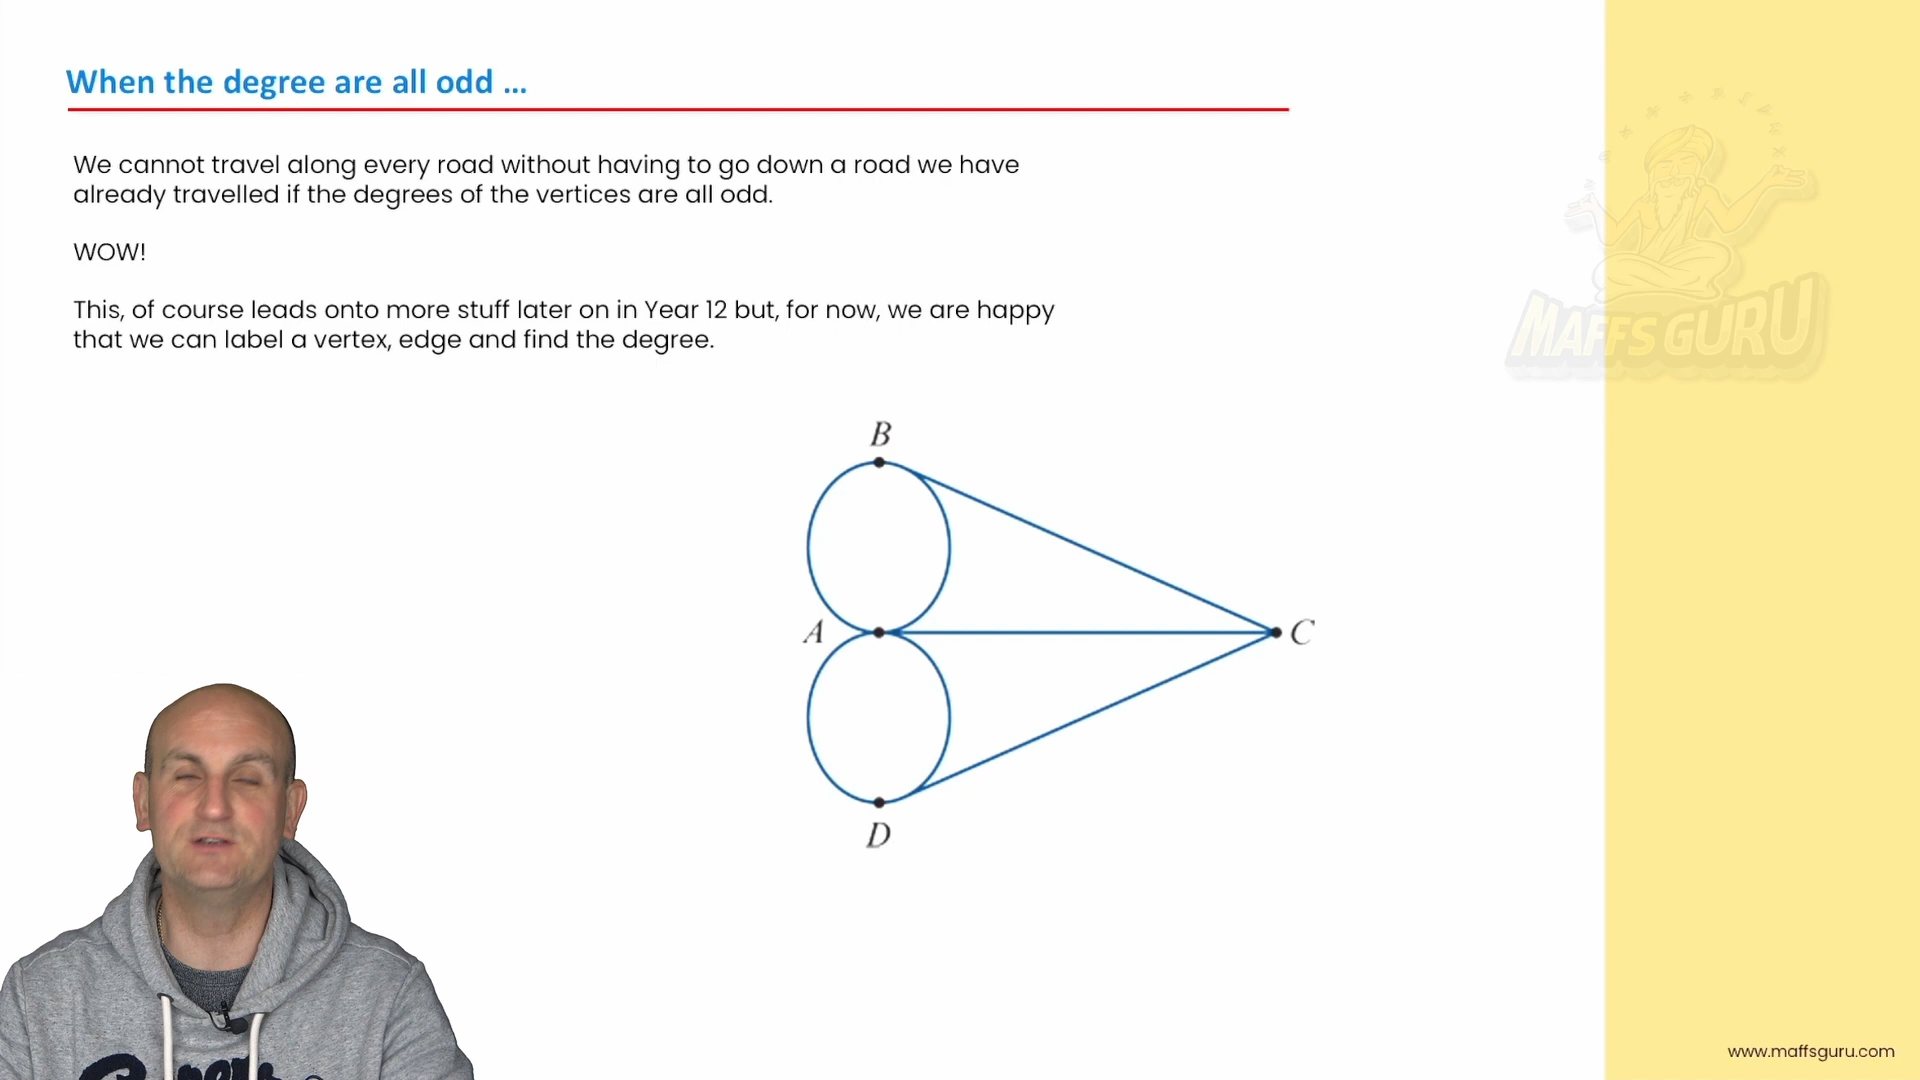 When the degree are all odd ...
We cannot travel along every road without having to go down a road we have
already travelled if the degrees of the vertices are all odd.
WOW!
This, of course leads onto more stuff later on in Year 12 but, for now, we are happy
that we can label a vertex, edge and find the degree.
MAFFS GURU
B
A
C
D
www.maffsguru.com